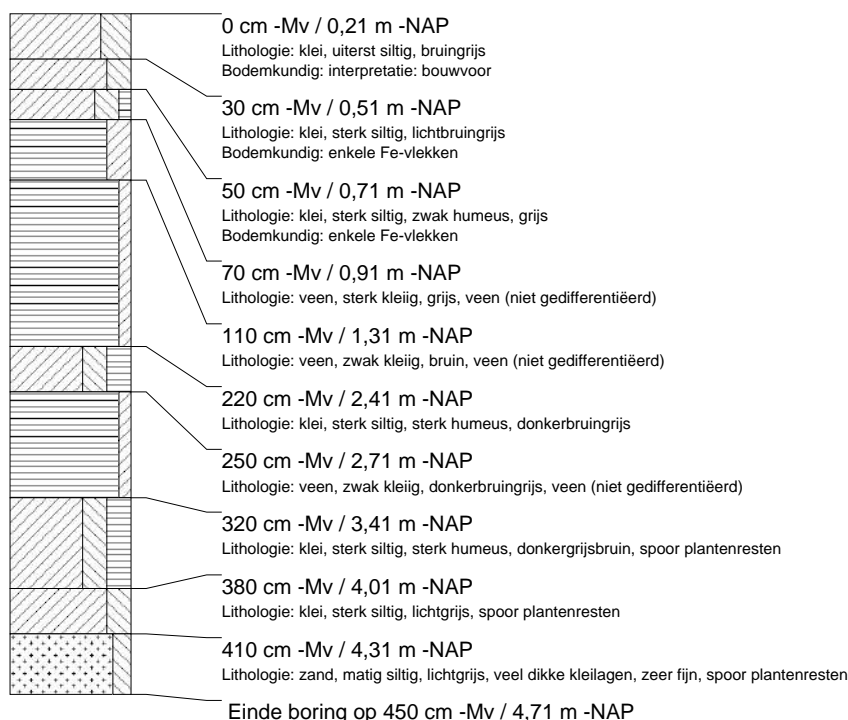 0 cm -Mv / 0,21 m -NAP
Lithologie: klei, uiterst siltig, bruingrijs
Bodemkundig: interpretatie: bouwvoor
30 cm -Mv / 0,51 m -NAP
Lithologie: klei, sterk siltig, lichtbruingrijs
Bodemkundig: enkele Fe-vlekken
50 cm -Mv / 0,71 m -NAP
Lithologie: klei, sterk siltig, zwak humeus, grijs
Bodemkundig: enkele Fe-vlekken
70 cm -Mv / 0,91 m -NAP
Lithologie: veen, sterk kleiig, grijs, veen (niet gedifferentiëerd)
110 cm -Mv / 1,31 m -NAP
Lithologie: veen, zwak kleiig, bruin, veen (niet gedifferentiëerd)
220 cm -Mv / 2,41 m -NAP
Lithologie: klei, sterk siltig, sterk humeus, donkerbruingrijs
250 cm -Mv / 2,71 m -NAP
Lithologie: veen, zwak kleiig, donkerbruingrijs, veen (niet gedifferentiëerd)
320 cm -Mv / 3,41 m -NAP
Lithologie: klei, sterk siltig, sterk humeus, donkergrijsbruin, spoor plantenresten
380 cm -Mv / 4,01 m -NAP
Lithologie: klei, sterk siltig, lichtgrijs, spoor plantenresten
410 cm -Mv / 4,31 m -NAP
Lithologie: zand, matig siltig, lichtgrijs, veel dikke kleilagen, zeer fijn, spoor plantenresten
Einde boring op 450 cm -Mv / 4,71 m -NAP